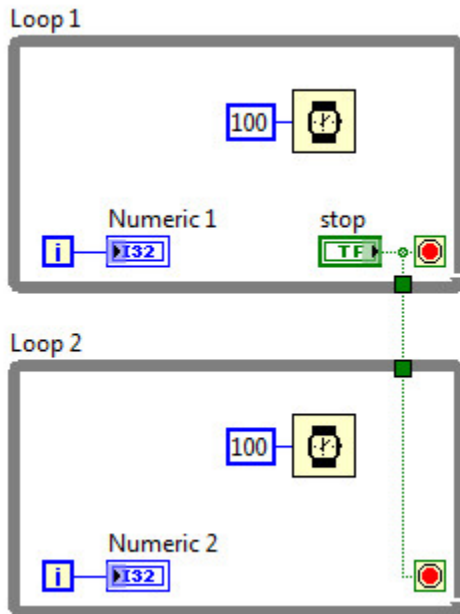 Loop 1
100
Numeric 1 stop
i I32 TF
Loop 2
100
Numeric 2
i I32